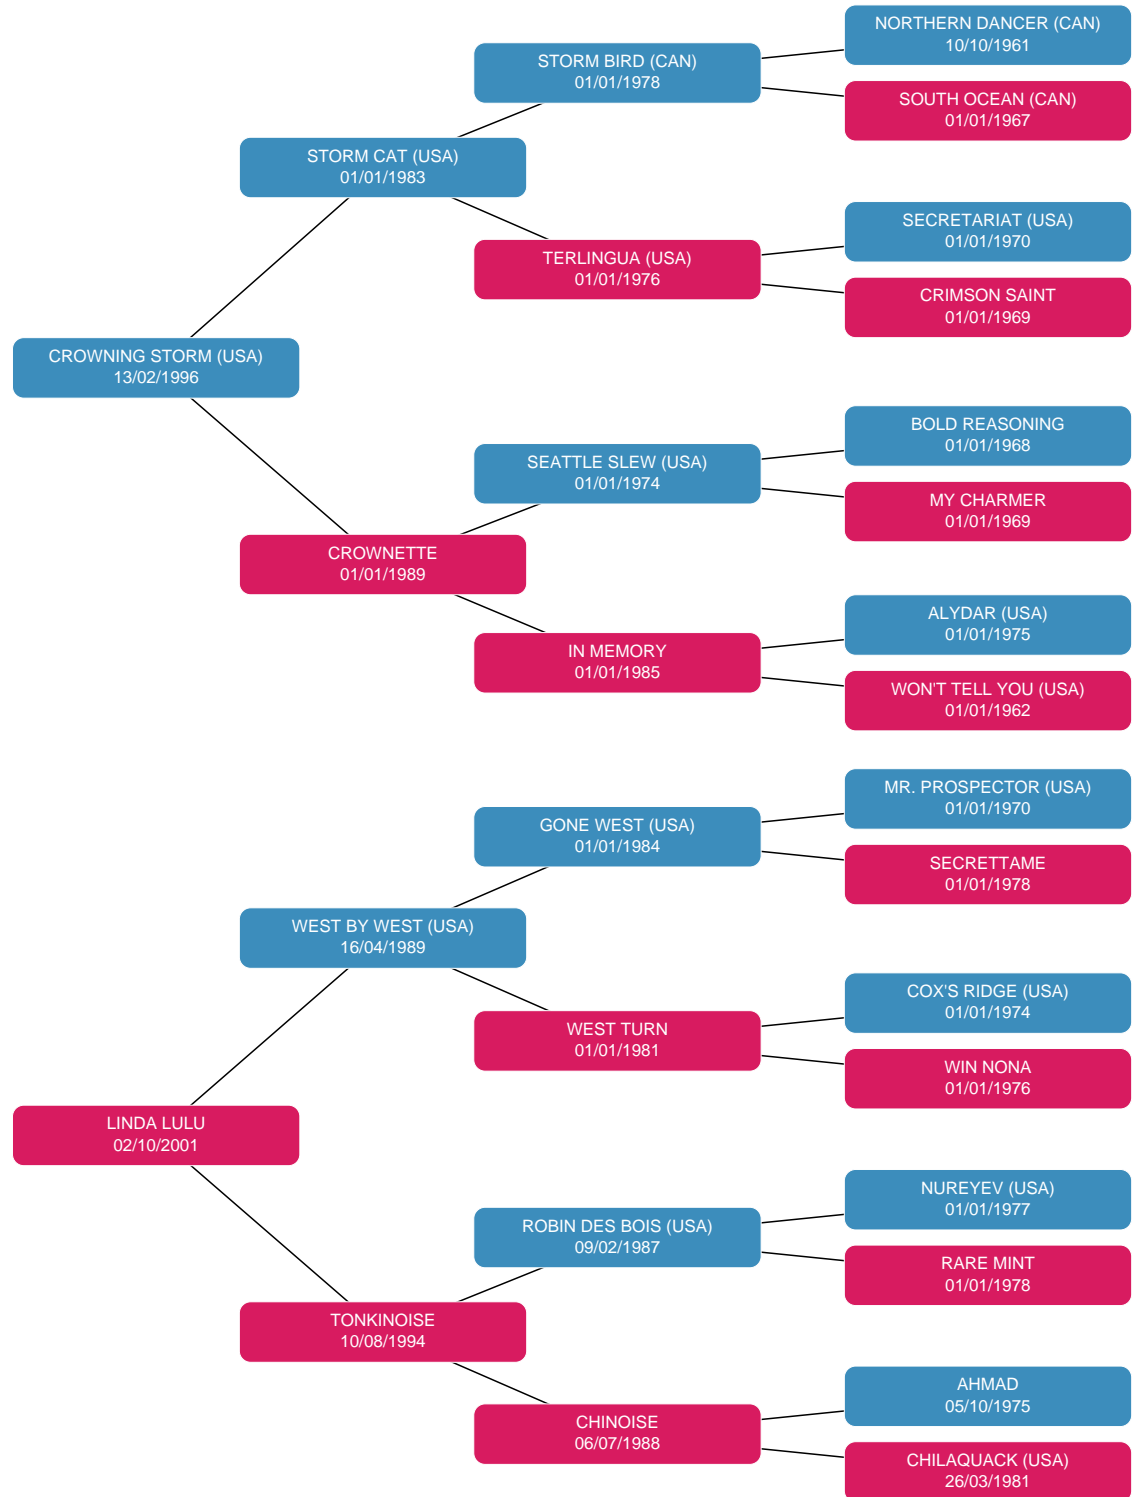 NORTHERN DANCER (CAN)
10/10/1961
STORM BIRD (CAN)
01/01/1978
SOUTH OCEAN (CAN)
01/01/1967
STORM CAT (USA)
01/01/1983
SECRETARIAT (USA)
01/01/1970
TERLINGUA (USA)
01/01/1976
CRIMSON SAINT
01/01/1969
CROWNING STORM (USA)
13/02/1996
BOLD REASONING
01/01/1968
SEATTLE SLEW (USA)
01/01/1974
MY CHARMER
01/01/1969
CROWNETTE
01/01/1989
ALYDAR (USA)
01/01/1975
IN MEMORY
01/01/1985
WON'T TELL YOU (USA)
01/01/1962
MR. PROSPECTOR (USA)
01/01/1970
GONE WEST (USA)
01/01/1984
SECRETTAME
01/01/1978
WEST BY WEST (USA)
16/04/1989
COX'S RIDGE (USA)
01/01/1974
WEST TURN
01/01/1981
WIN NONA
01/01/1976
LINDA LULU
02/10/2001
NUREYEV (USA)
01/01/1977
ROBIN DES BOIS (USA)
09/02/1987
RARE MINT
01/01/1978
TONKINOISE
10/08/1994
AHMAD
05/10/1975
CHINOISE
06/07/1988
CHILAQUACK (USA)
26/03/1981